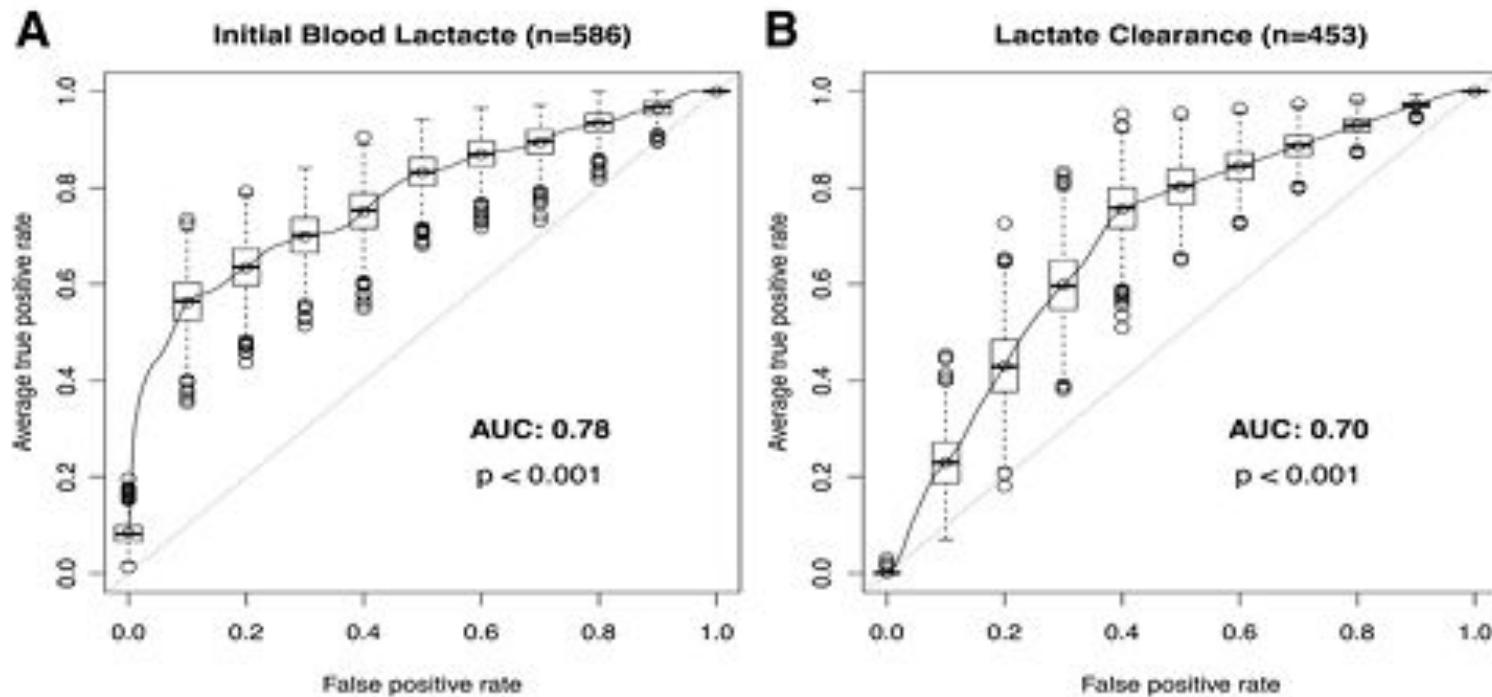 A
Initial Blood Lactacte (n=586)
Average true positive rate
1.0
0.8
0.6
0.4
0.2
0.0
AUC: 0.78
p < 0.001
0.0 0.2 0.4 0.6 0.8 1.0
False positive rate
B
Lactate Clearance (n=453)
Average true positive rate
1.0
0.8
0.6
0.4
0.2
0.0
AUC: 0.70
p < 0.001
0.0 0.2 0.4 0.6 0.8 1.0
False positive rate